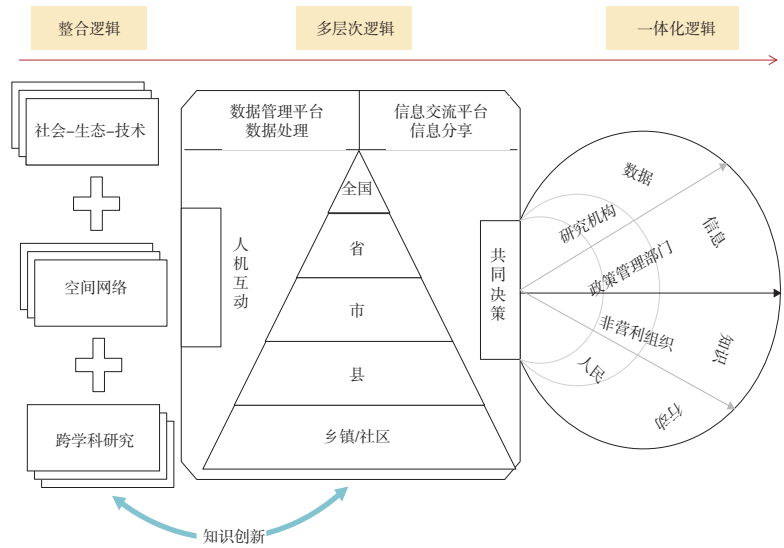 整合逻辑
多层次逻辑
一体化逻辑
社会–生态–技术
空间网络
跨学科研究
数据管理平台
数据处理
信息交流平台
信息分享
人机互动
全国
省
市
县
乡镇/社区
共同决策
数据
信息
知识
行动
研究机构
政策管理部门
非营利组织
人民
知识创新